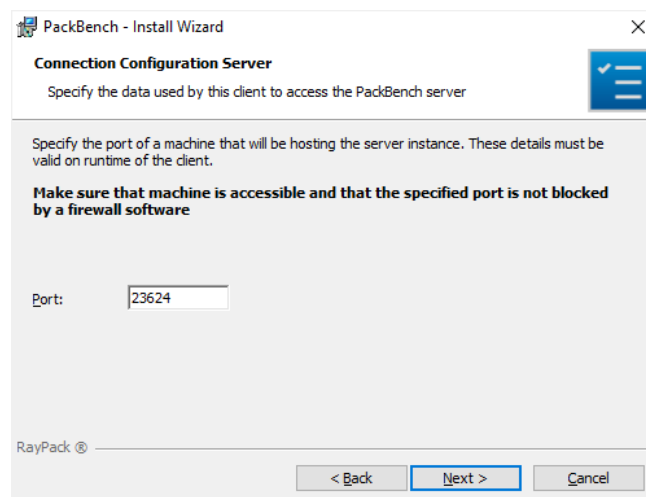 PackBench - Install Wizard
Connection Configuration Server
Specify the data used by this client to access the PackBench server
Specify the port of a machine that will be hosting the server instance. These details must be
valid on runtime of the client.
Make sure that machine is accessible and that the specified port is not blocked
by a firewall software
Port: 23624
RayPack ®
< Back Next > Cancel